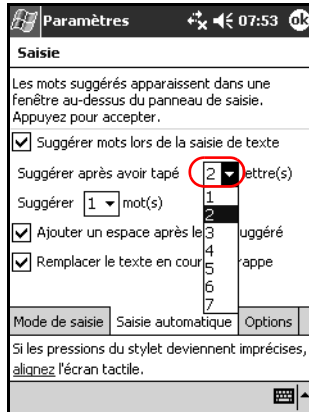 Paramètres 07:53 ok
Saisie
Les mots suggérés apparaissent dans une
fenêtre au-dessus du panneau de saisie.
Appuyez pour accepter.
Suggérer mots lors de la saisie de texte
Suggérer après avoir tapé 2 lettre(s)
Suggérer 1 mot(s)
1
2
Ajouter un espace après le 3 uggéré
4
Remplacer le texte en cour 5 rappe
6
7
Mode de saisie Saisie automatique Options
Si les pressions du stylet deviennent imprécises,
alignez l'écran tactile.